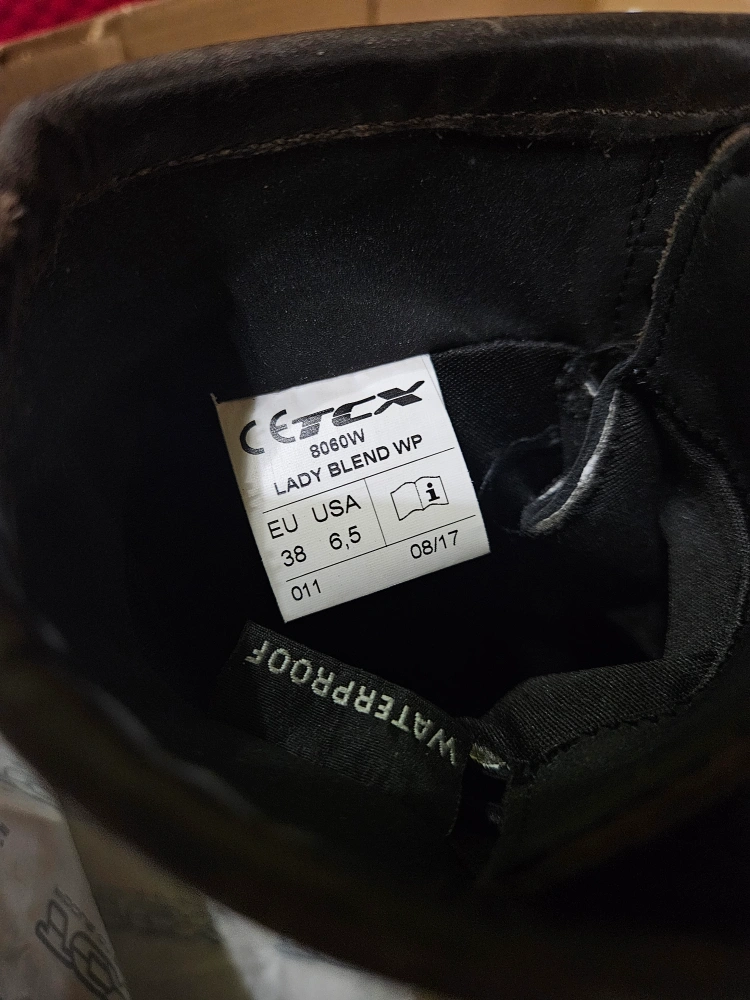 CE TCX
8060W
LADY BLEND WP
EU USA
38 6,5
i
08/17
011
WATERPROOF